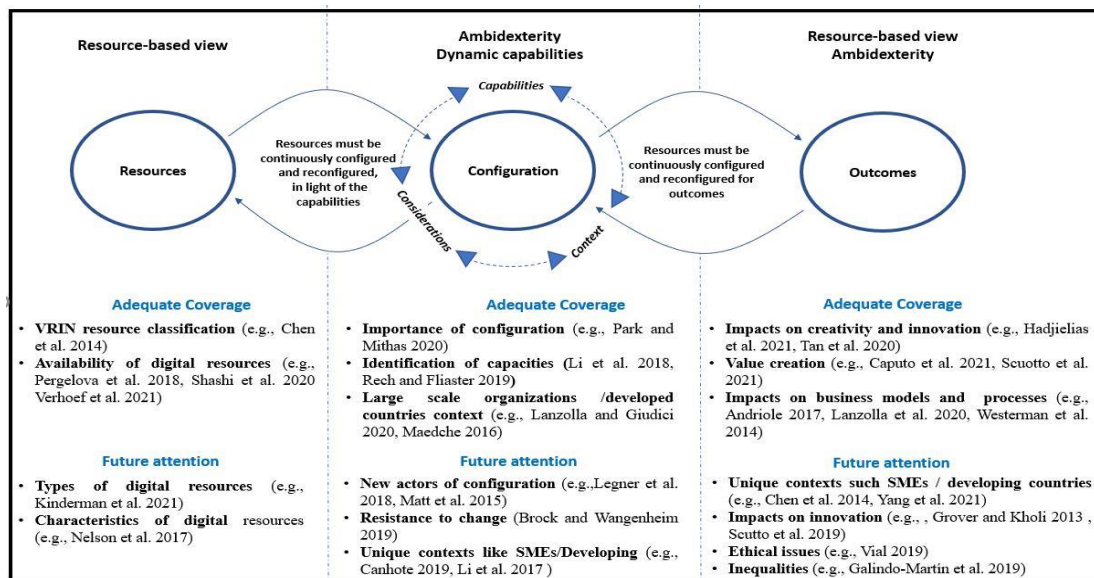 Resource-based view
Ambidexterity
Dynamic capabilities
Resource-based view
Ambidexterity
Capabilities
Resources
Resources must be
continuously configured
and reconfigured,
in light of the
capabilities
Configuration
Considerations
Context
Resources must be
continuously configured
and reconfigured for
outcomes
Outcomes
Adequate Coverage
• VRIN resource classification (e.g., Chen
et al. 2014)
• Availability of digital resources (e.g.,
Pergelova et al. 2018, Shashi et al. 2020
Verhoef et al. 2021)
Future attention
• Types of digital resources (e.g.,
Kinderman et al. 2021)
• Characteristics of digital resources
(e.g., Nelson et al. 2017)
Adequate Coverage
• Importance of configuration (e.g., Park and
Mithas 2020)
• Identification of capacities (Li et al. 2018,
Rech and Fliaster 2019)
• Large scale organizations /developed
countries context (e.g., Lanzolla and Giudici
2020, Maedche 2016)
Future attention
• New actors of configuration (e.g.,Legner et
al. 2018, Matt et al. 2015)
• Resistance to change (Brock and Wangenheim
2019)
• Unique contexts like SMEs/Developing (e.g.,
Canhote 2019, Li et al. 2017 )
Adequate Coverage
• Impacts on creativity and innovation (e.g., Hadjielias
et al. 2021, Tan et al. 2020)
• Value creation (e.g., Caputo et al. 2021, Scuotto et al.
2021)
• Impacts on business models and processes (e.g.,
Andriole 2017, Lanzolla et al. 2020, Westerman et al.
2014)
Future attention
• Unique contexts such SMEs / developing countries
(e.g., Chen et al. 2014, Yang et al. 2021)
• Impacts on innovation (e.g., , Grover and Kholi 2013 ,
Scutto et al. 2019)
• Ethical issues (e.g., Vial 2019)
• Inequalities (e.g., Galindo-Martín et al. 2019)